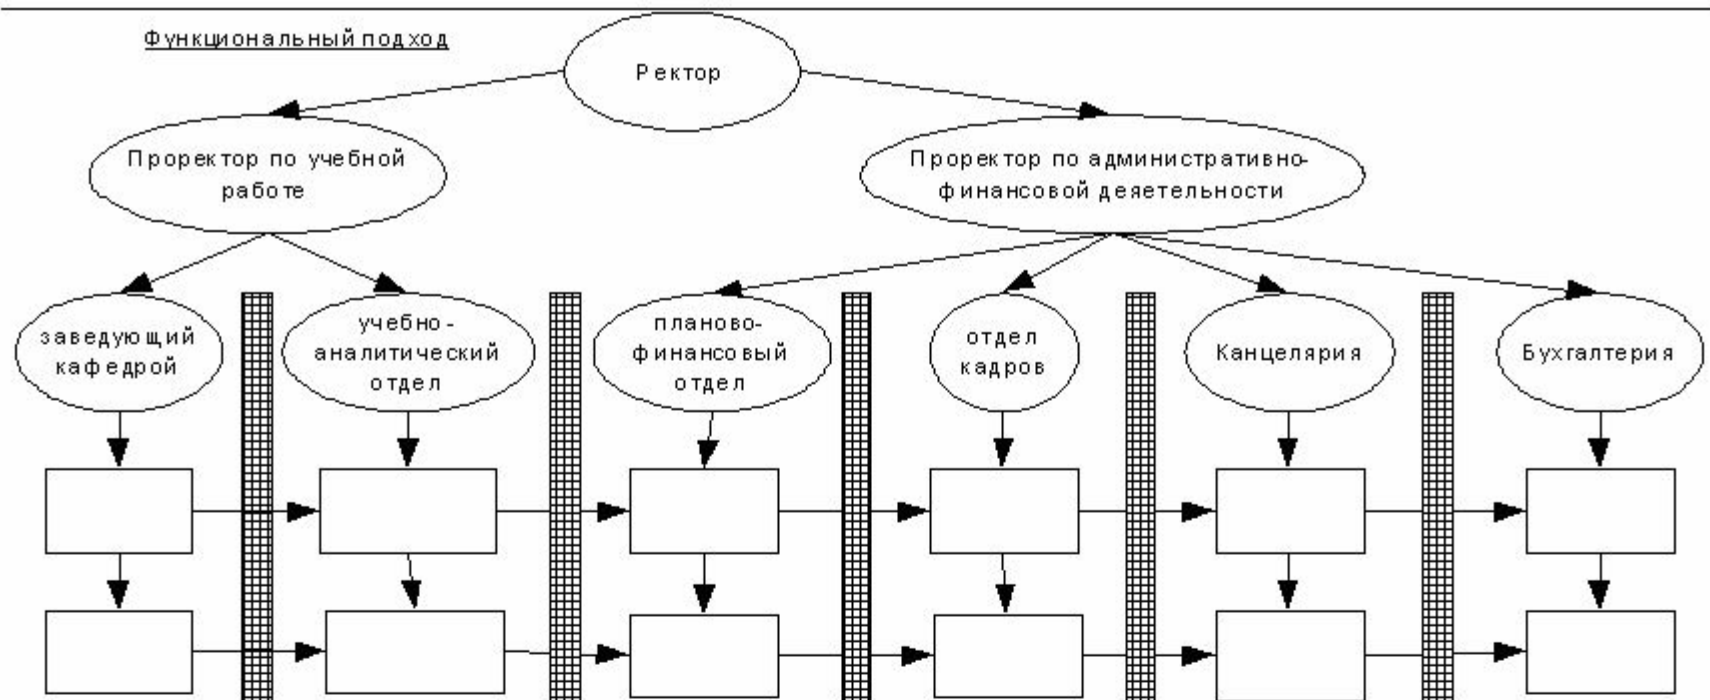 Функциональный подход
Ректор
Проректор по учебной
работе
Проректор по административно-
финансовой деяетельности
заведующий
кафедрой
учебно-
аналитический
отдел
планово-
финансовый
отдел
отдел
кадров
Канцелярия
Бухгалтерия